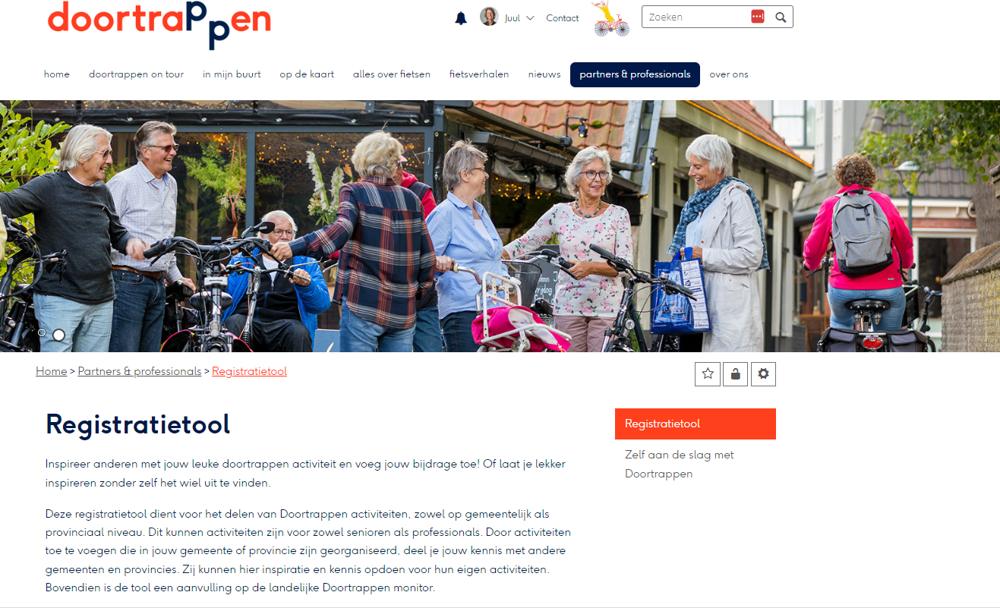 doortrappen
Juul
Contact
Zoeken
home
doortrappen on tour
in mijn buurt
op de kaart
alles over fietsen
fietsverhalen
nieuws
partners & professionals
over ons
Home > Partners & professionals > Registratietool
Registratietool
Inspireer anderen met jouw leuke doortrappen activiteit en voeg jouw bijdrage toe! Of laat je lekker
inspireren zonder zelf het wiel uit te vinden.
Deze registratietool dient voor het delen van Doortrappen activiteiten, zowel op gemeentelijk als
provinciaal niveau. Dit kunnen activiteiten zijn voor zowel senioren als professionals. Door activiteiten
toe te voegen die in jouw gemeente of provincie zijn georganiseerd, deel je jouw kennis met andere
gemeenten en provincies. Zij kunnen hier inspiratie en kennis opdoen voor hun eigen activiteiten.
Bovendien is de tool een aanvulling op de landelijke Doortrappen monitor.
Registratietool
Zelf aan de slag met
Doortrappen